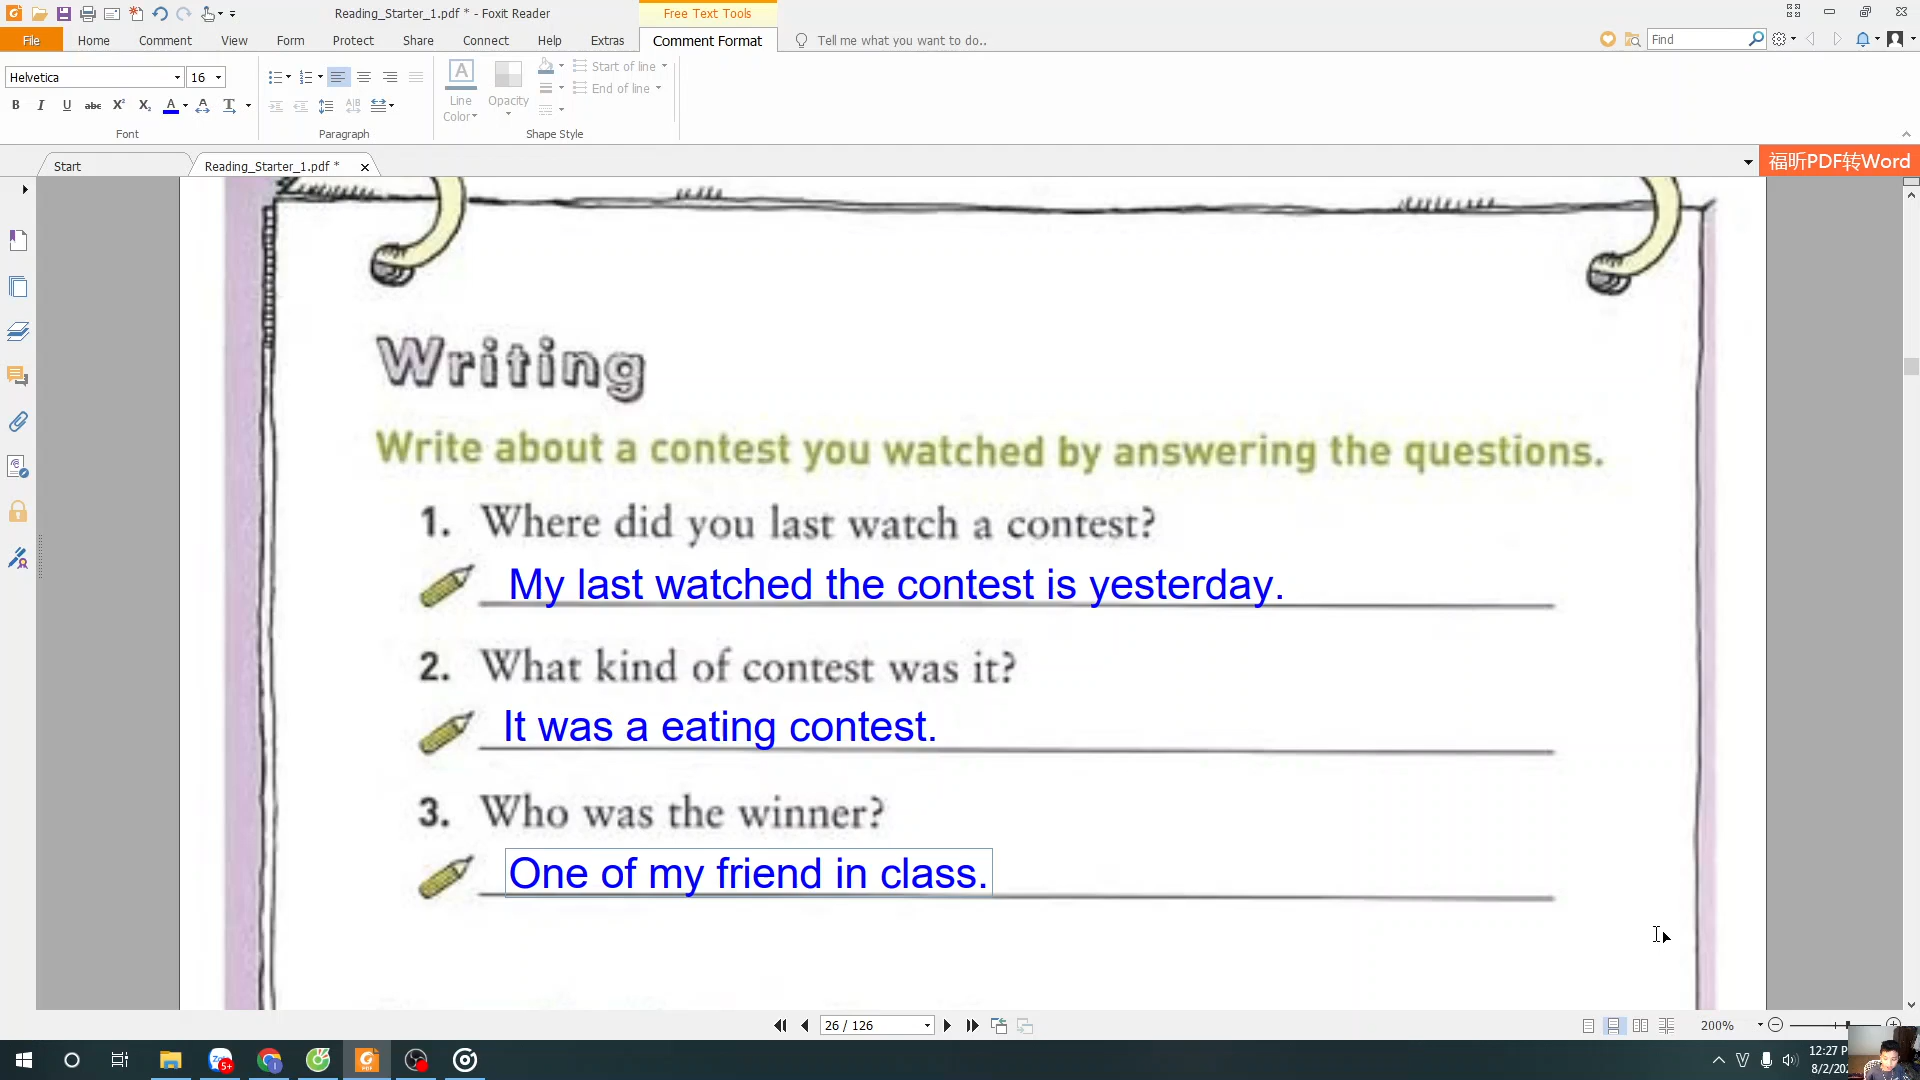 Reading_Starter_1.pdf * - Foxit Reader
Free Text Tools
File Home Comment View Form Protect Share Connect Help Extras Comment Format Tell me what you want to do.. Find
Helvetica 16
Start of line
End of line
B I U abc X² X₂ A A T
Line Color
Opacity
Font Paragraph Shape Style
Start Reading_Starter_1.pdf * 福昕PDF转Word
Writing
Write about a contest you watched by answering the questions.
1. Where did you last watch a contest?
My last watched the contest is yesterday.
2. What kind of contest was it?
It was a eating contest.
3. Who was the winner?
One of my friend in class.
26 / 126 200%
5+
12:27